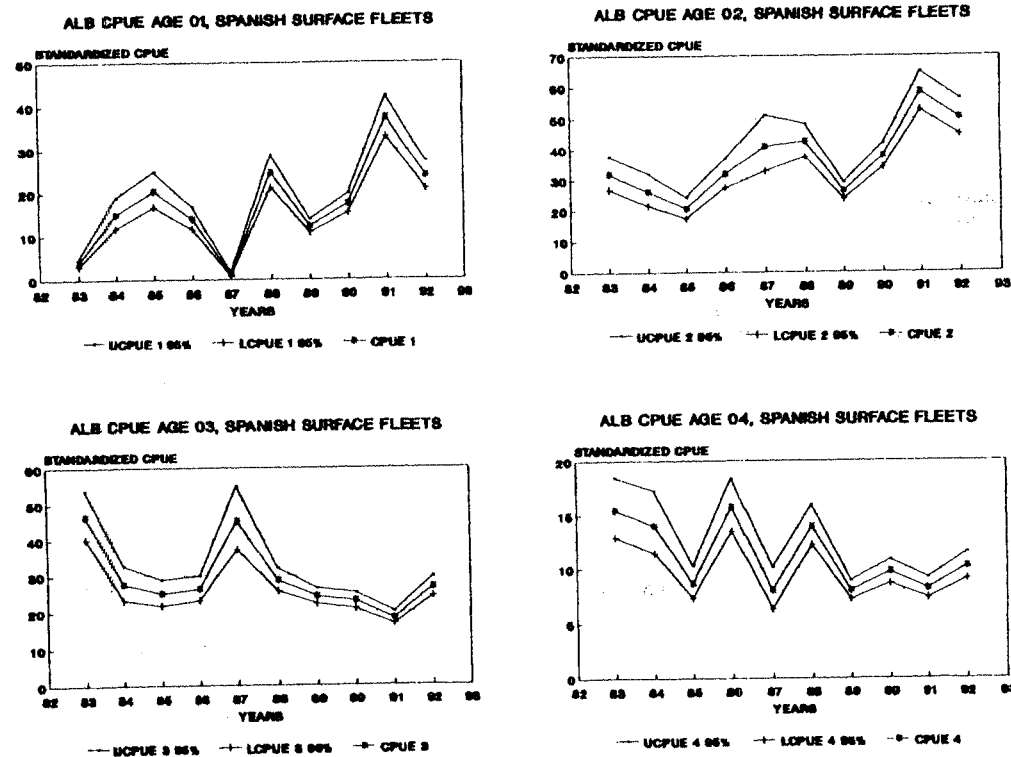 ALB CPUE AGE 01, SPANISH SURFACE FLEETS
STANDARDIZED CPUE
50
40
30
20
10
0
82 83 84 85 86 87 88 89 90 91 92 93
YEARS
UCPUE 1 95% LCPUE 1 95% CPUE 1
ALB CPUE AGE 02, SPANISH SURFACE FLEETS
STANDARDIZED CPUE
70
60
50
40
30
20
10
0
82 83 84 85 86 87 88 89 90 91 92 93
YEARS
UCPUE 2 95% LCPUE 2 95% CPUE 2
ALB CPUE AGE 03, SPANISH SURFACE FLEETS
STANDARDIZED CPUE
60
50
40
30
20
10
0
82 83 84 85 86 87 88 89 90 91 92 93
YEARS
UCPUE 3 95% LCPUE 3 95% CPUE 3
ALB CPUE AGE 04, SPANISH SURFACE FLEETS
STANDARDIZED CPUE
20
15
10
5
0
82 83 84 85 86 87 88 89 90 91 92 93
YEARS
UCPUE 4 95% LCPUE 4 95% CPUE 4